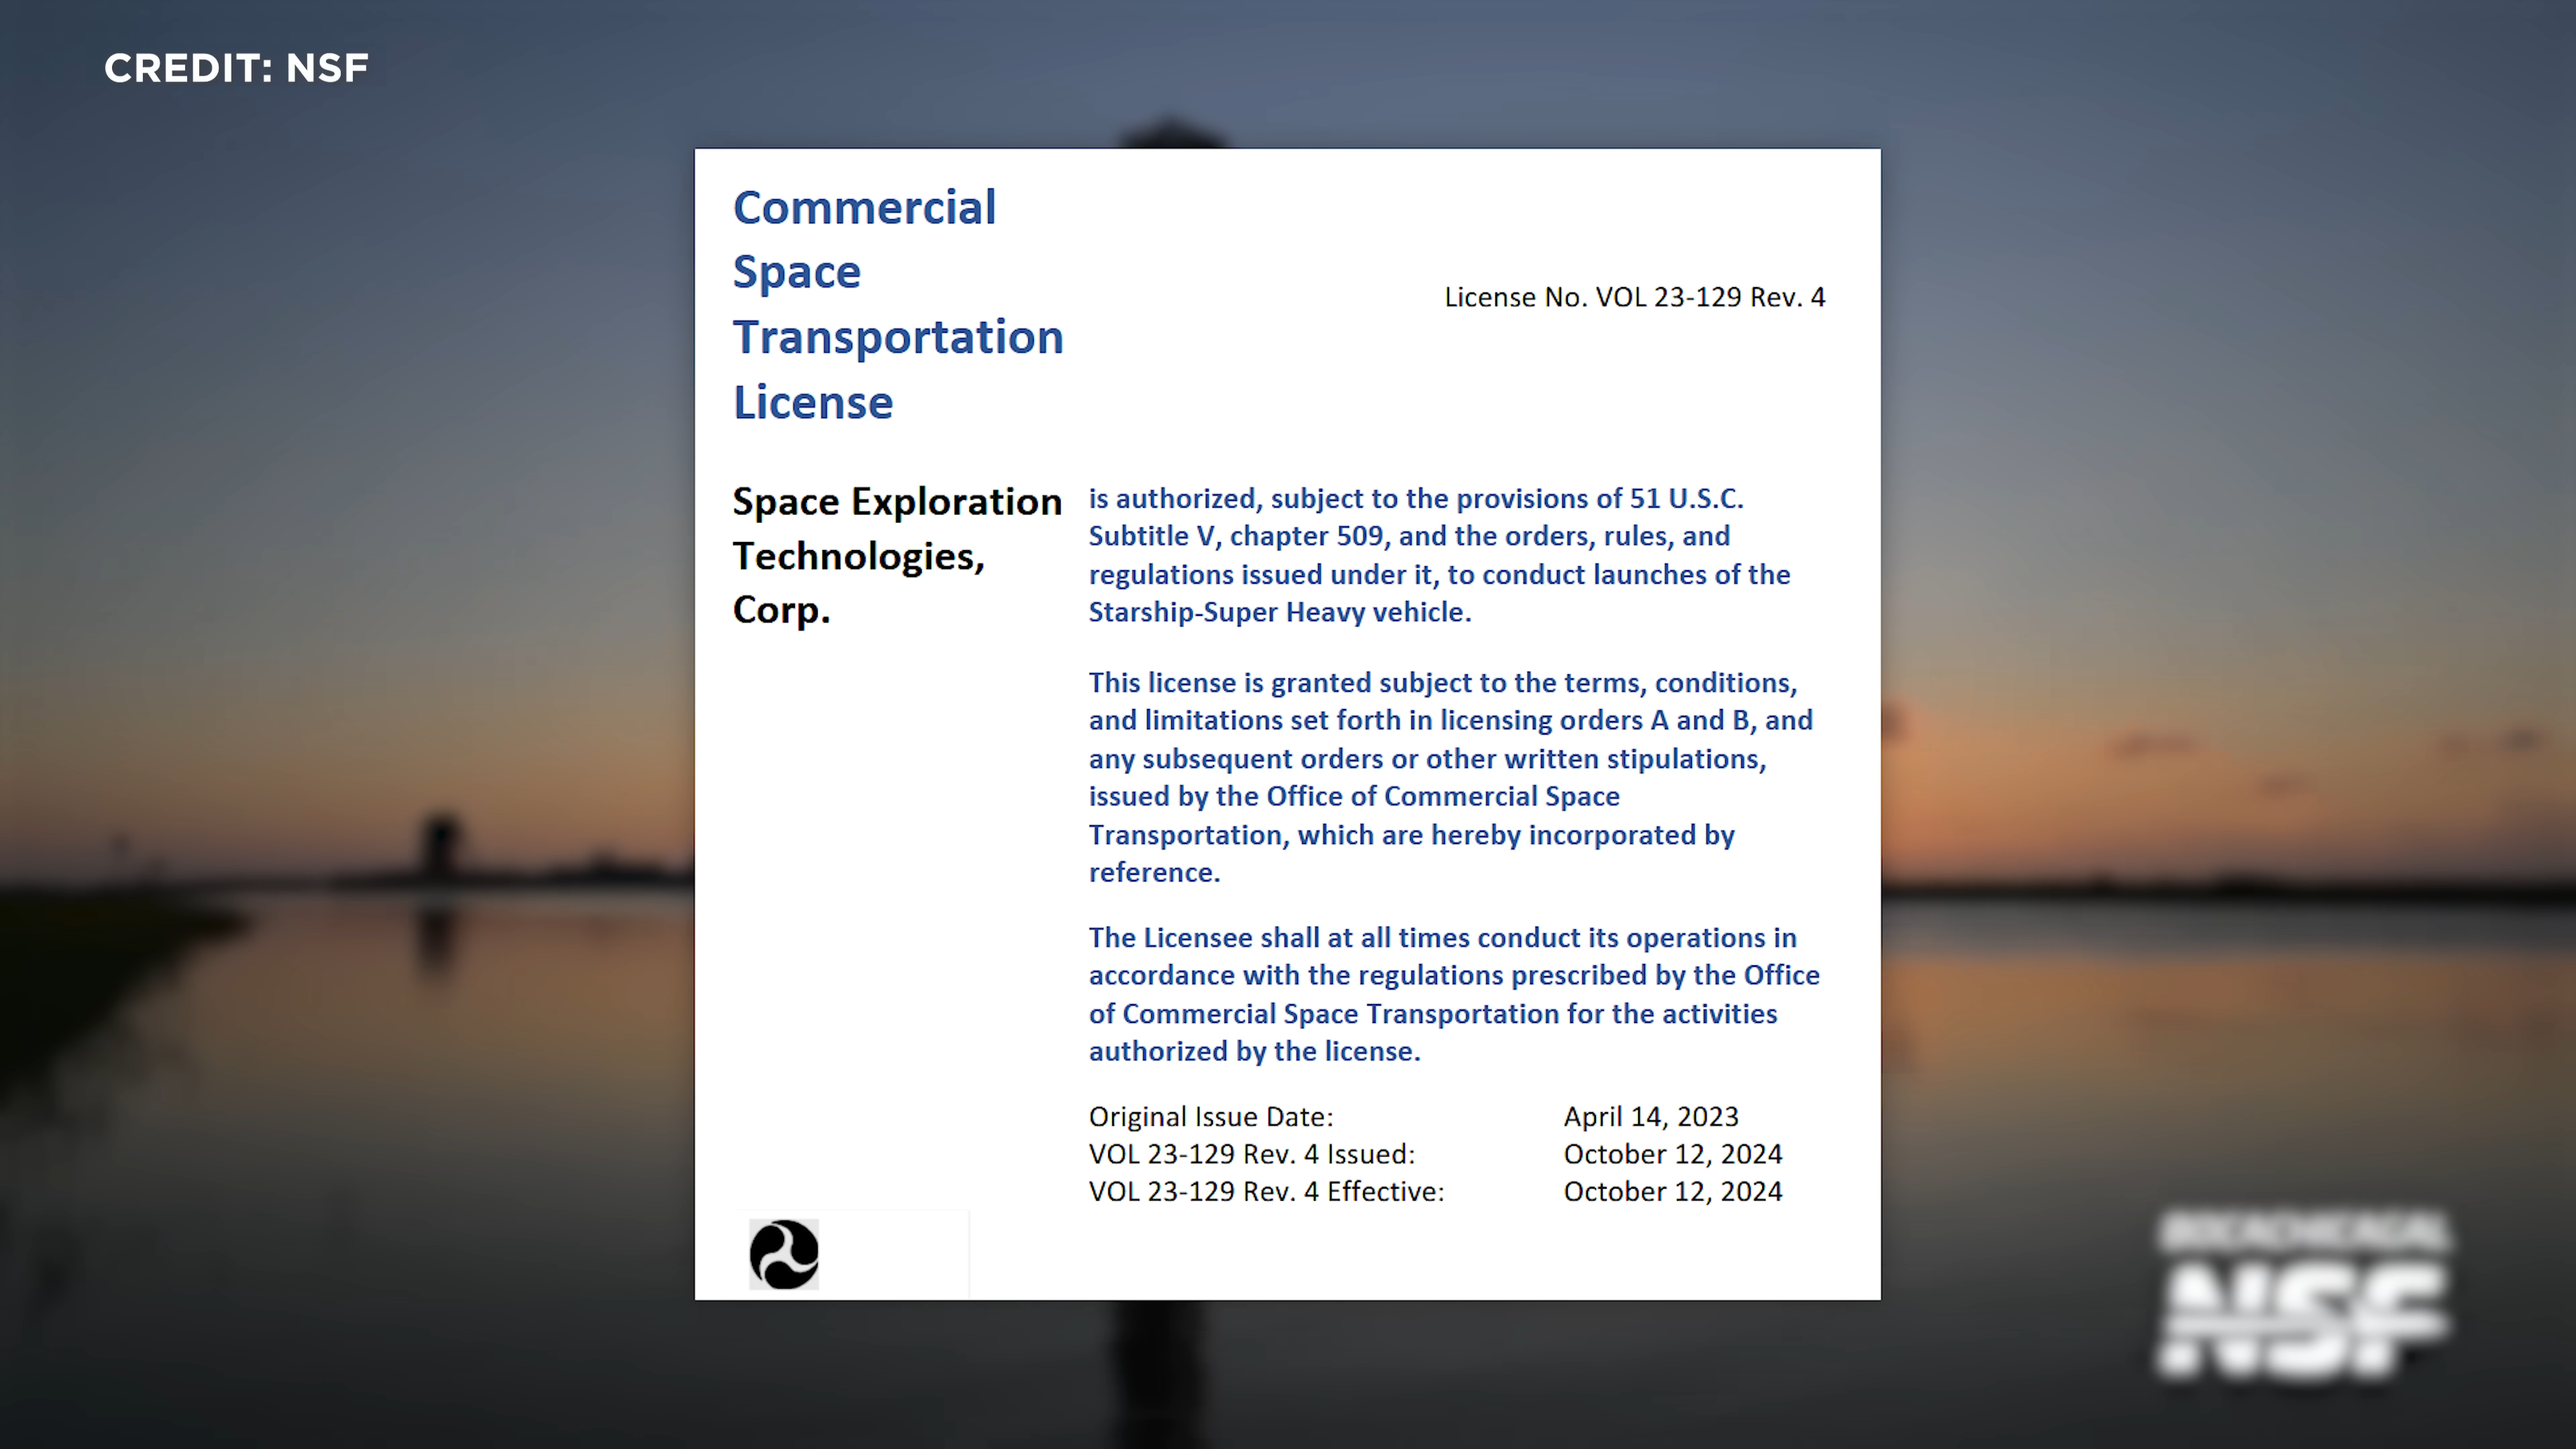 CREDIT: NSF
Commercial
Space
Transportation
License
License No. VOL 23-129 Rev. 4
Space Exploration
Technologies,
Corp.
is authorized, subject to the provisions of 51 U.S.C.
Subtitle V, chapter 509, and the orders, rules, and
regulations issued under it, to conduct launches of the
Starship-Super Heavy vehicle.
This license is granted subject to the terms, conditions,
and limitations set forth in licensing orders A and B, and
any subsequent orders or other written stipulations,
issued by the Office of Commercial Space
Transportation, which are hereby incorporated by
reference.
The Licensee shall at all times conduct its operations in
accordance with the regulations prescribed by the Office
of Commercial Space Transportation for the activities
authorized by the license.
Original Issue Date: April 14, 2023
VOL 23-129 Rev. 4 Issued: October 12, 2024
VOL 23-129 Rev. 4 Effective: October 12, 2024
BOCACHICAGAL
NSF